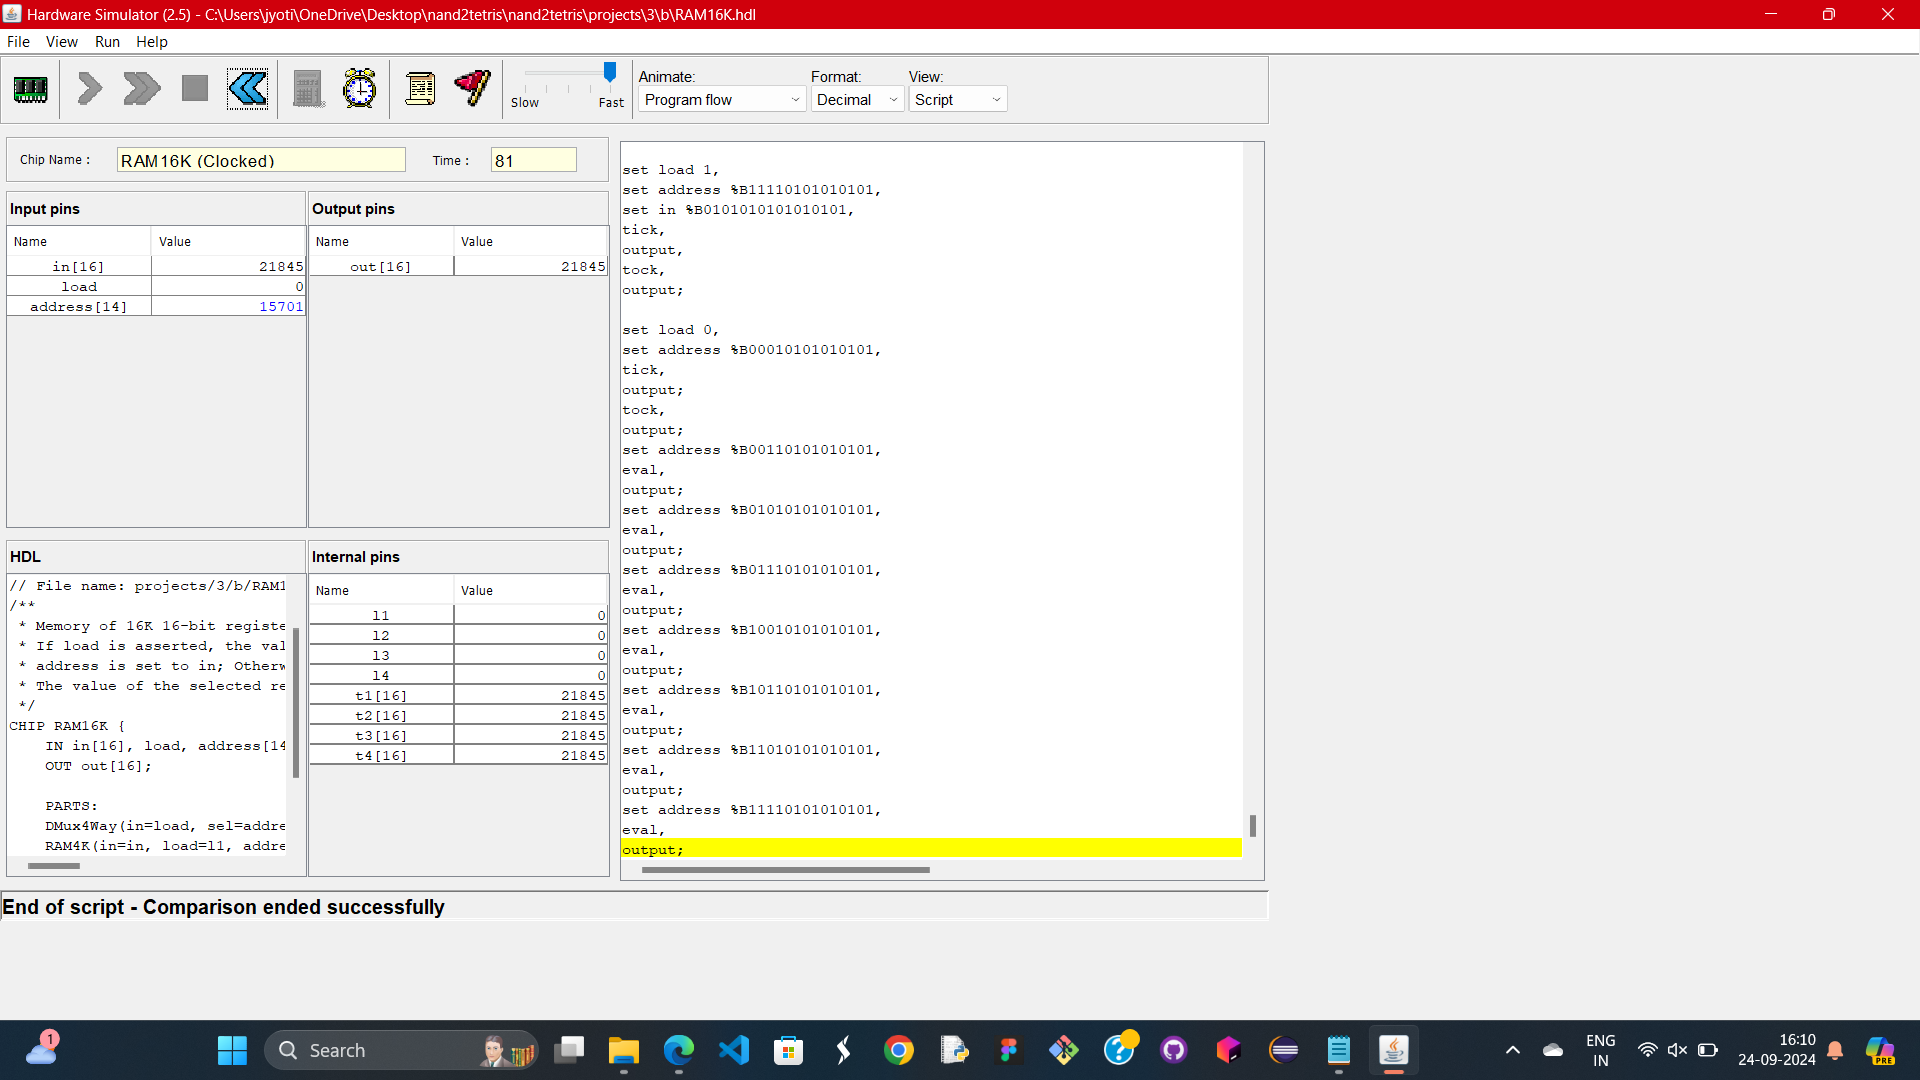 Hardware Simulator (2.5) - C:\Users\jyoti\OneDrive\Desktop\nand2tetris\nand2tetris\projects\3\b\RAM16K.hdl
File View Run Help
Slow Fast
Animate: Format: View:
Program flow Decimal Script
Chip Name : RAM16K (Clocked) Time : 81
Input pins
Name Value
in[16] 21845
load 0
address[14] 15701
Output pins
Name Value
out[16] 21845
HDL
// File name: projects/3/b/RAM1
/**
* Memory of 16K 16-bit registe
* If load is asserted, the val
* address is set to in; Otherw
* The value of the selected re
*/
CHIP RAM16K {
IN in[16], load, address[14
OUT out[16];
PARTS:
DMux4Way(in=load, sel=addre
RAM4K(in=in, load=l1, addre
Internal pins
Name Value
l1 0
l2 0
l3 0
l4 0
t1[16] 21845
t2[16] 21845
t3[16] 21845
t4[16] 21845
set load 1,
set address %B11110101010101,
set in %B0101010101010101,
tick,
output,
tock,
output;
set load 0,
set address %B00010101010101,
tick,
output;
tock,
output;
set address %B00110101010101,
eval,
output;
set address %B01010101010101,
eval,
output;
set address %B01110101010101,
eval,
output;
set address %B10010101010101,
eval,
output;
set address %B10110101010101,
eval,
output;
set address %B11010101010101,
eval,
output;
set address %B11110101010101,
eval,
output;
End of script - Comparison ended successfully
1
Search
ENG
IN
16:10
24-09-2024
PRE